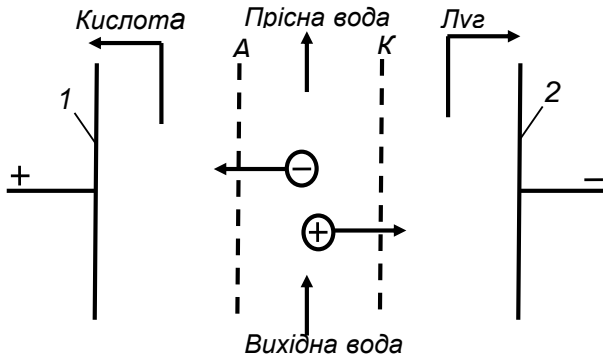 Кислота Прісна вода Луг
А К
1 2
+ − + −
Вихідна вода